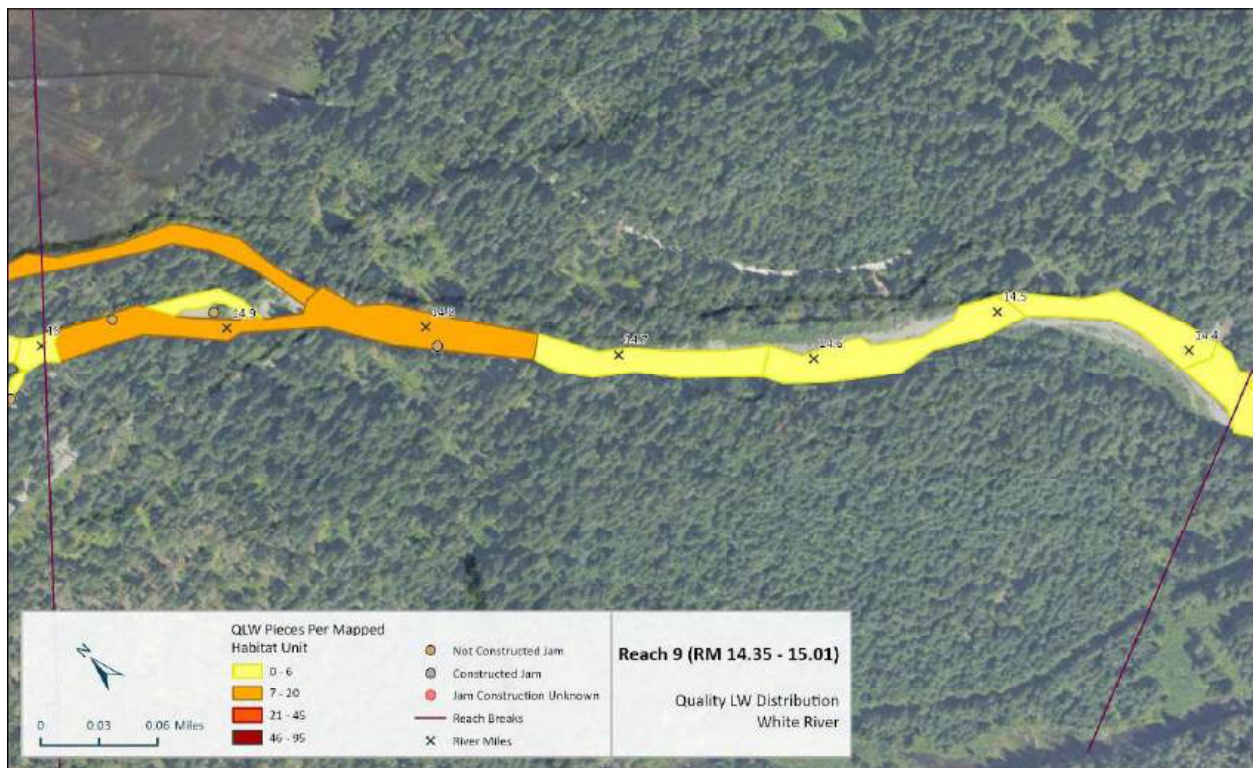 14.5
14.9
14.8
15
14.7
14.6
14.4
QLW Pieces Per Mapped
Habitat Unit
0 - 6
7 - 20
21 - 45
46 - 95
Not Constructed Jam
Constructed Jam
Jam Construction Unknown
Reach Breaks
River Miles
N
0 0.03 0.06 Miles
Reach 9 (RM 14.35 - 15.01)
Quality LW Distribution
White River